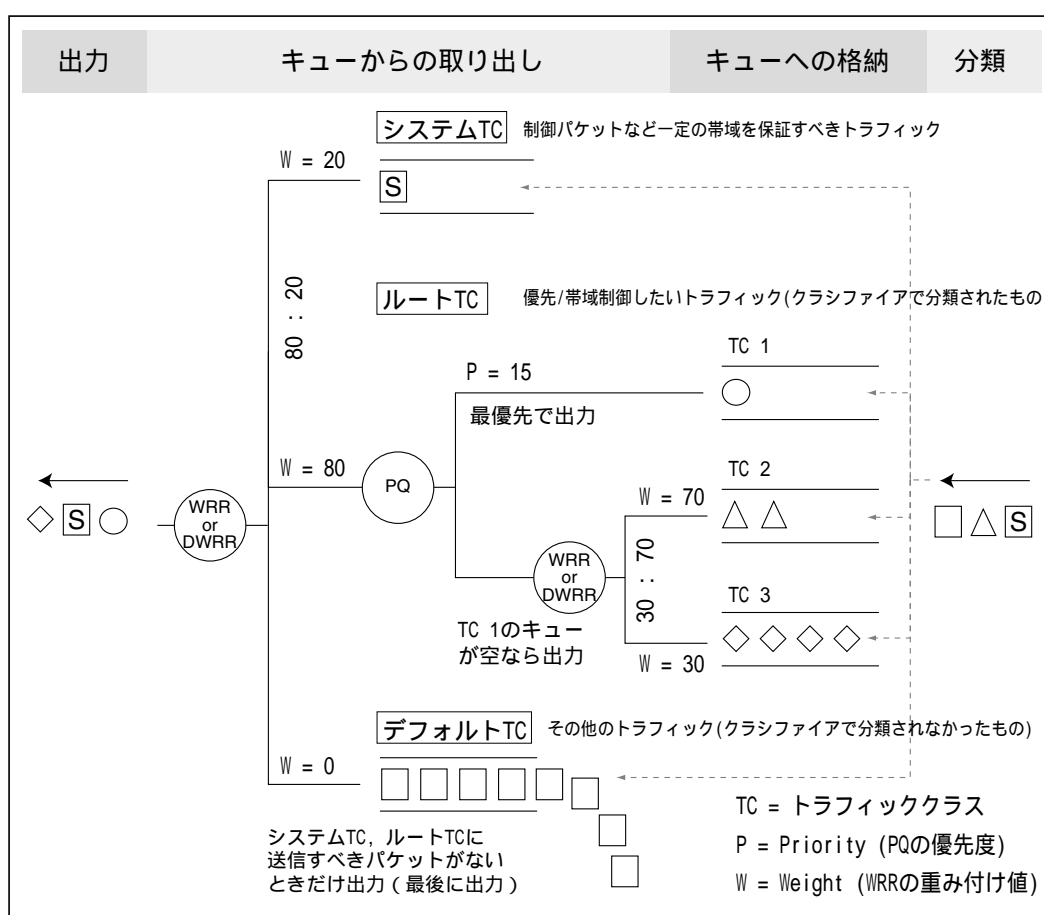 出力 キューからの取り出し キューへの格納 分類
システムTC 制御パケットなど一定の帯域を保証すべきトラフィック
W = 20
S
80 : 20
ルートTC 優先/帯域制御したいトラフィック(クラシファイアで分類されたもの
TC 1
P = 15
最優先で出力
W = 80
PQ
TC 2
W = 70
WRR
or
DWRR
S
S
30 : 70
WRR
or
DWRR
TC 3
TC 1のキュー
が空なら出力
W = 30
デフォルトTC その他のトラフィック(クラシファイアで分類されなかったもの)
W = 0
システムTC, ルートTCに
送信すべきパケットがない
ときだけ出力(最後に出力)
TC = トラフィッククラス
P = Priority (PQの優先度)
W = Weight (WRRの重み付け値)